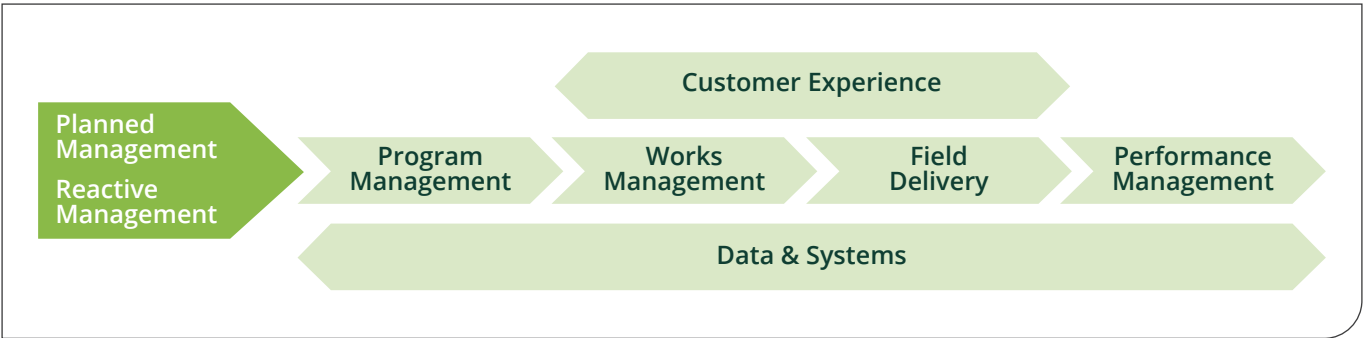 Customer Experience
Planned
Management
Reactive
Management
Program
Management
Works
Management
Field
Delivery
Performance
Management
Data & Systems